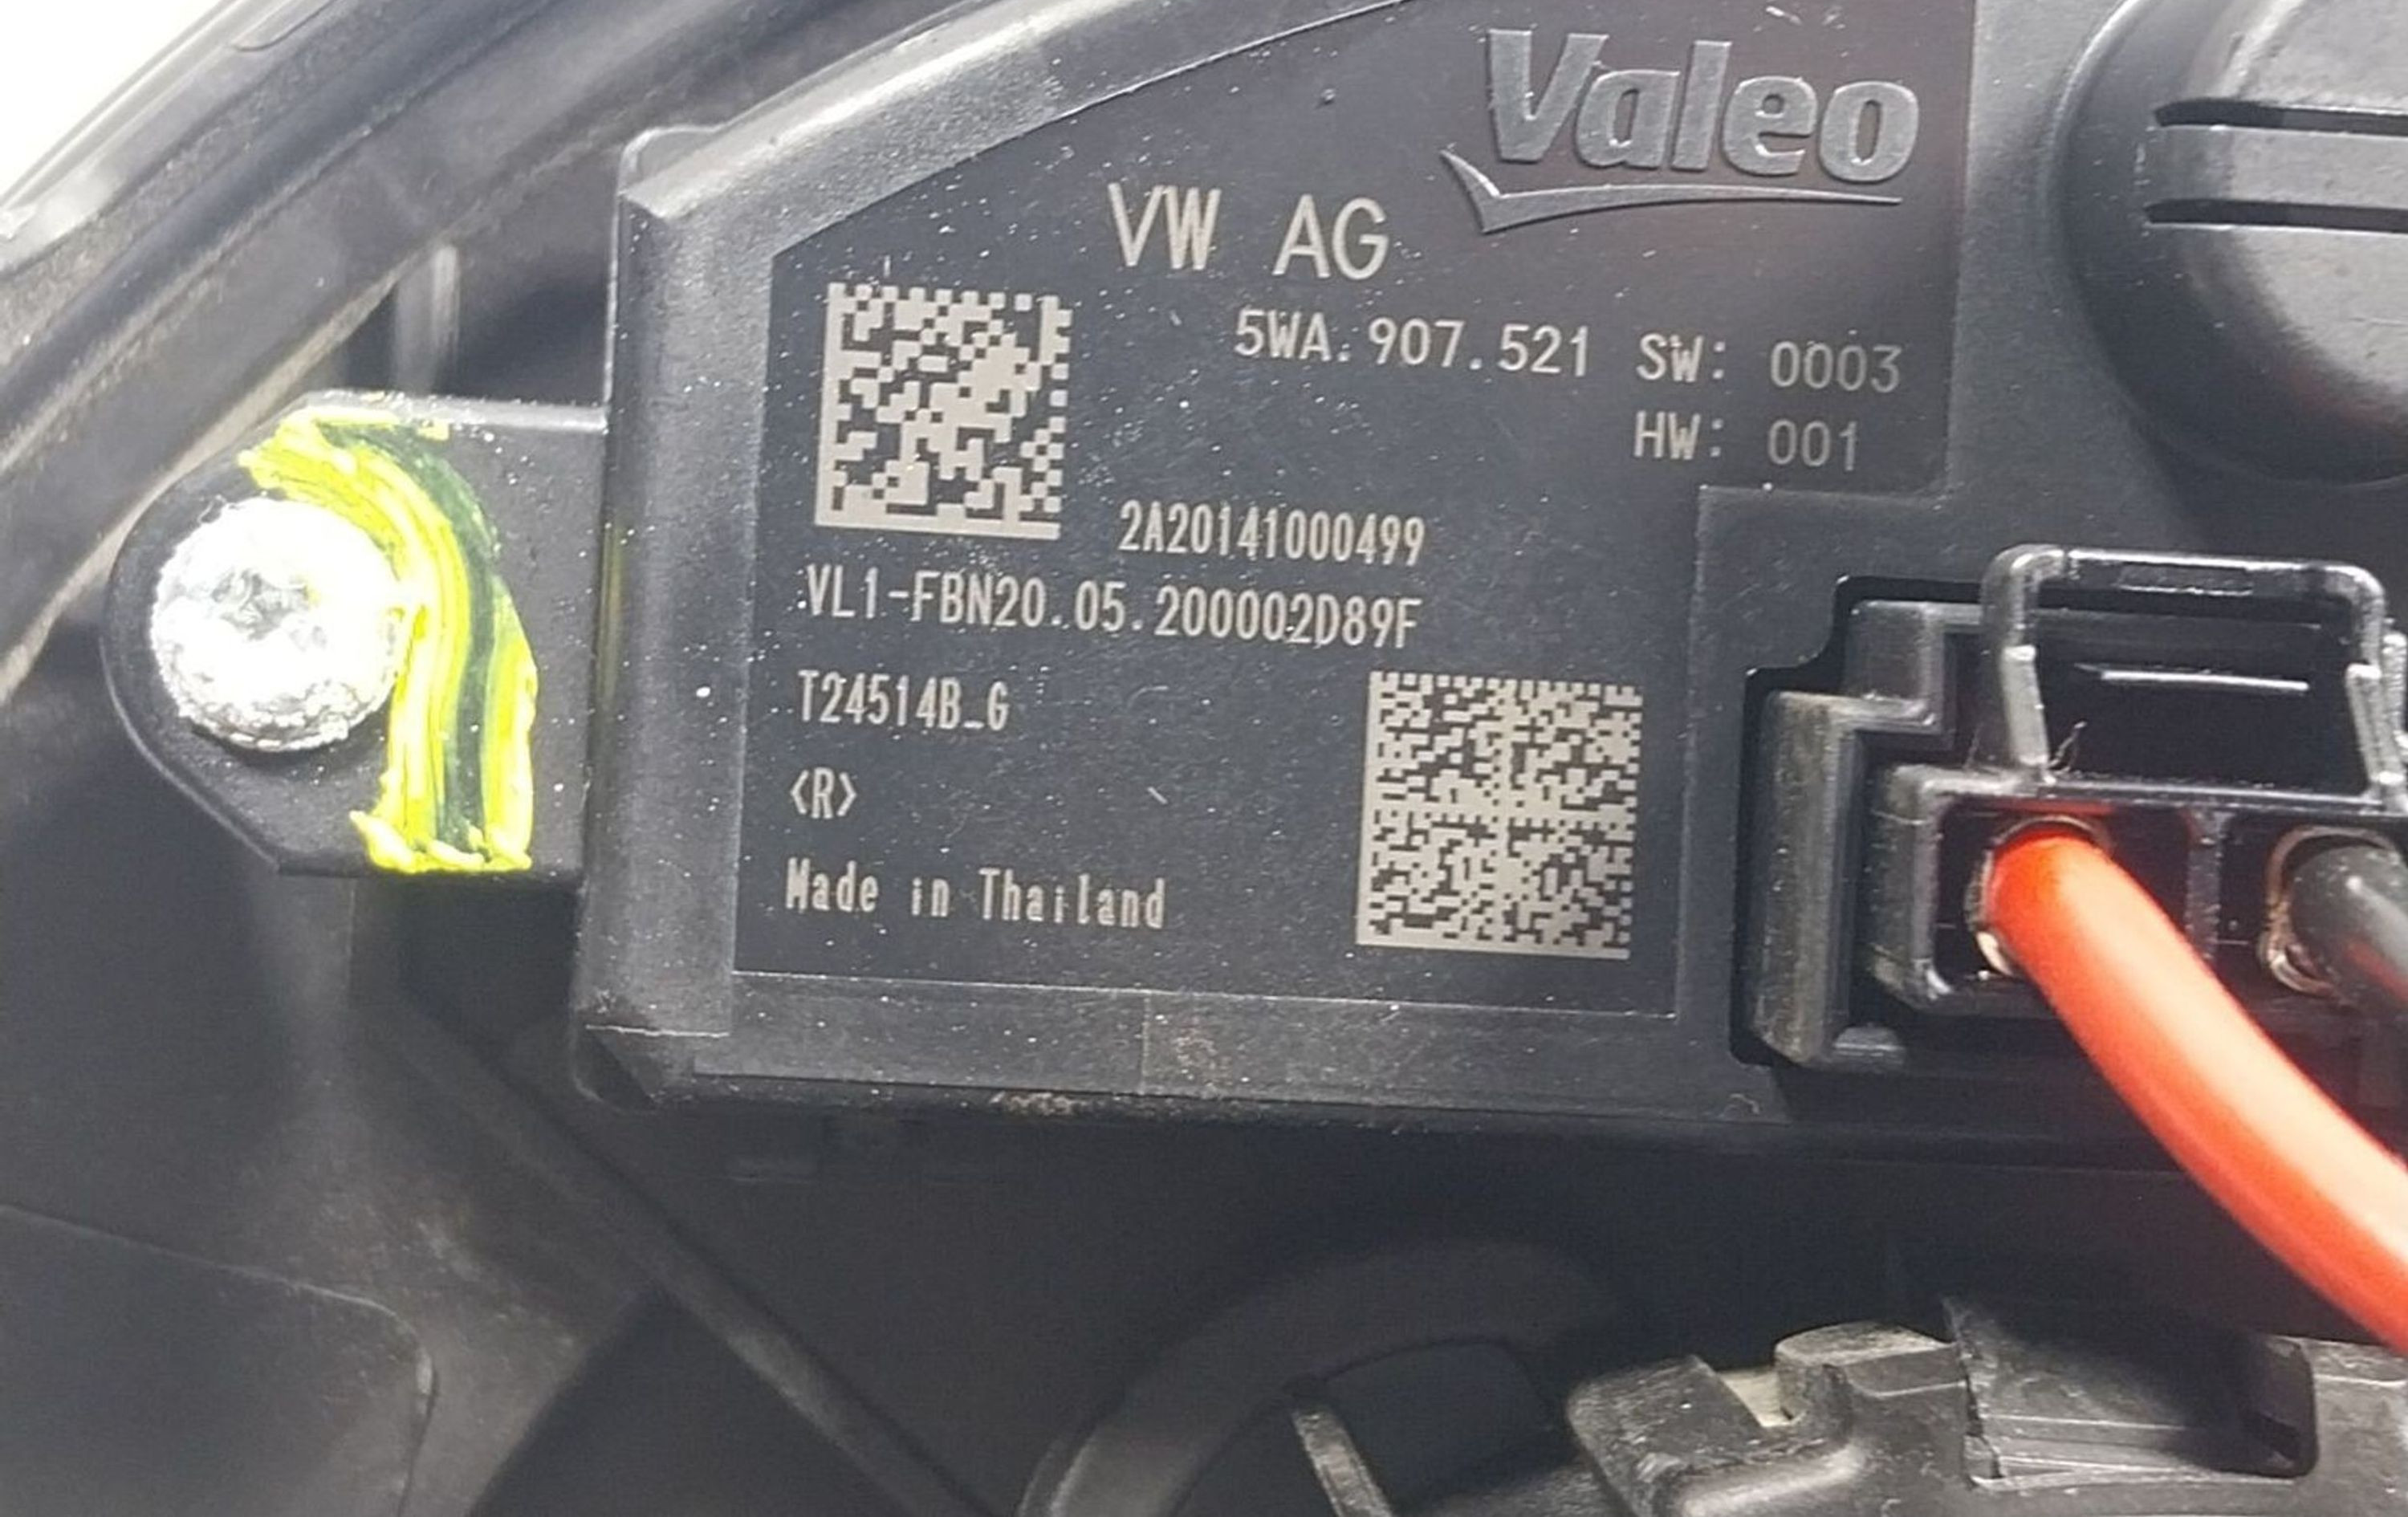 Valeo
VW AG
5WA.907.521 SW: 0003
HW: 001
2A20141000499
VL1-FBN20.05.200002D89F
T24514B_G
<R>
Made in Thailand